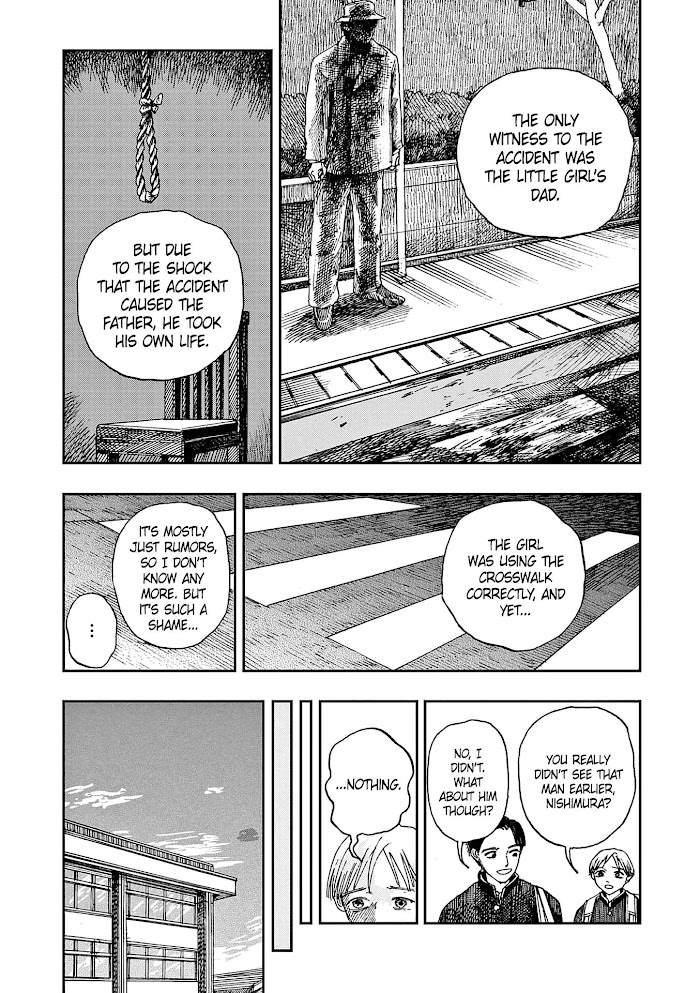 THE ONLY
WITNESS TO THE
ACCIDENT WAS
THE LITTLE GIRL'S
DAD.
BUT DUE
TO THE SHOCK
THAT THE ACCIDENT
CAUSED THE
FATHER, HE TOOK
HIS OWN LIFE.
THE GIRL
WAS USING THE
CROSSWALK
CORRECTLY, AND
YET...
IT'S MOSTLY
JUST RUMORS,
SO I DON'T
KNOW ANY
MORE. BUT
IT'S SUCH A
SHAME...
...
YOU REALLY
DIDN'T SEE THAT
MAN EARLIER,
NISHIMURA?
NO, I
DIDN'T.
WHAT
ABOUT HIM
THOUGH?
...NOTHING.